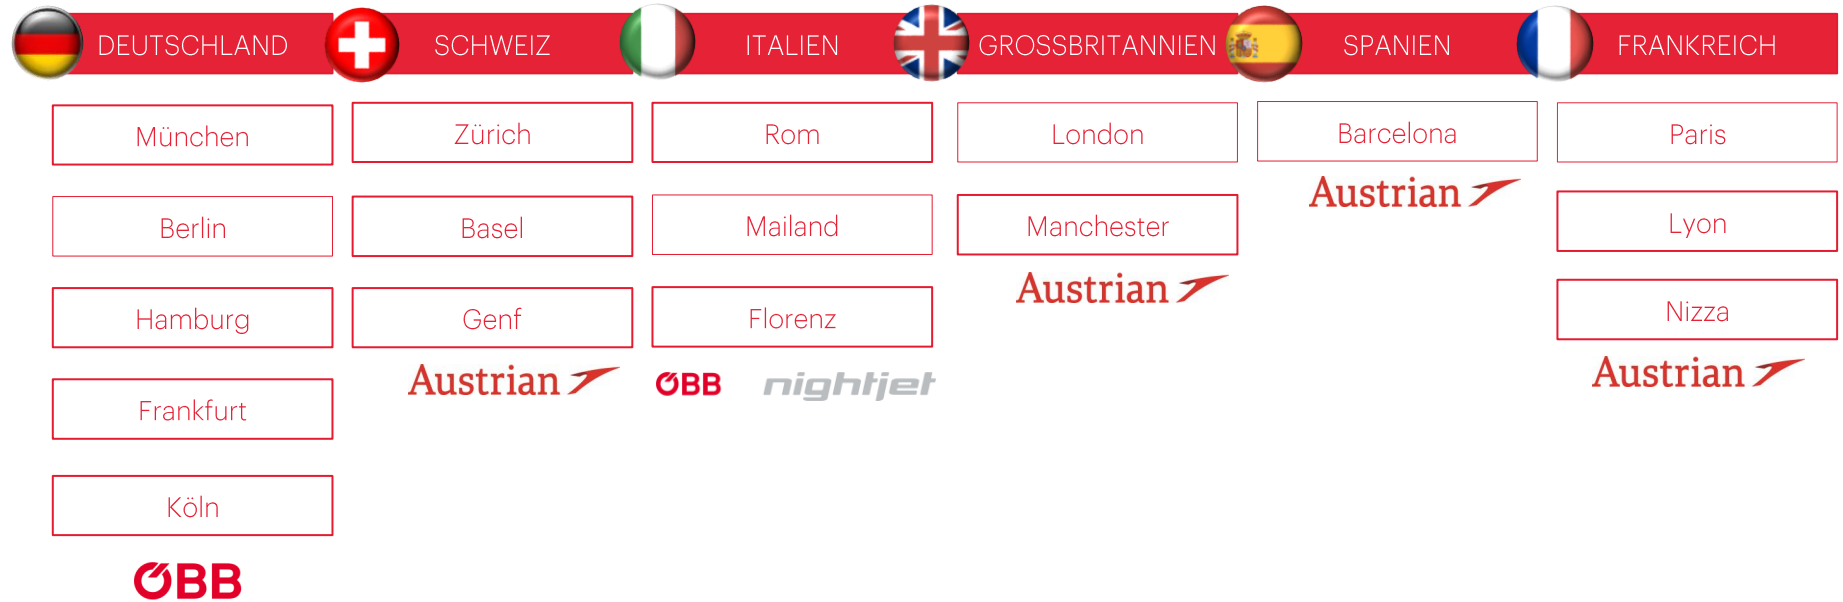 DEUTSCHLAND
München
Berlin
Hamburg
Frankfurt
Köln
ÖBB
SCHWEIZ
Zürich
Basel
Genf
Austrian
ITALIEN
Rom
Mailand
Florenz
ÖBB nightjet
GROSSBRITANNIEN
London
Manchester
Austrian
SPANIEN
Barcelona
Austrian
FRANKREICH
Paris
Lyon
Nizza
Austrian